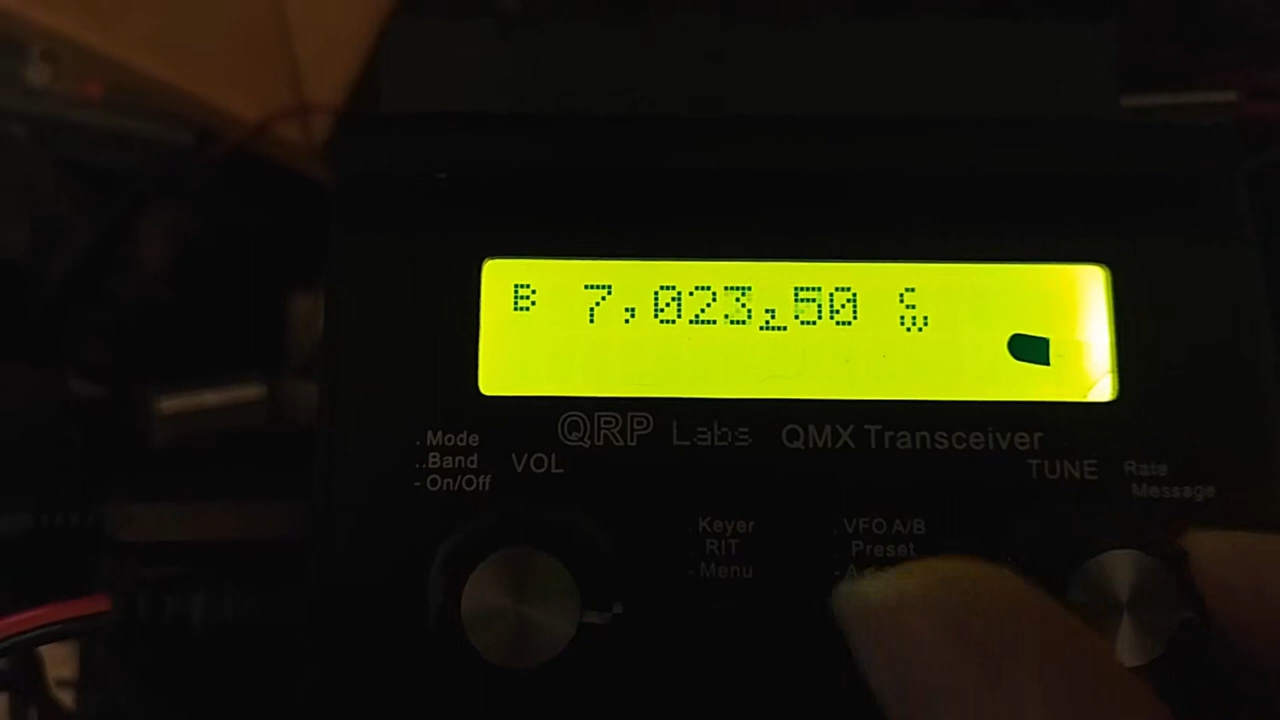 B 7,023,50 CW
QRP Labs QMX Transceiver
. Mode
..Band
- On/Off
VOL
TUNE
Rate
Message
. Keyer
RIT
- Menu
. VFO A/B
Preset